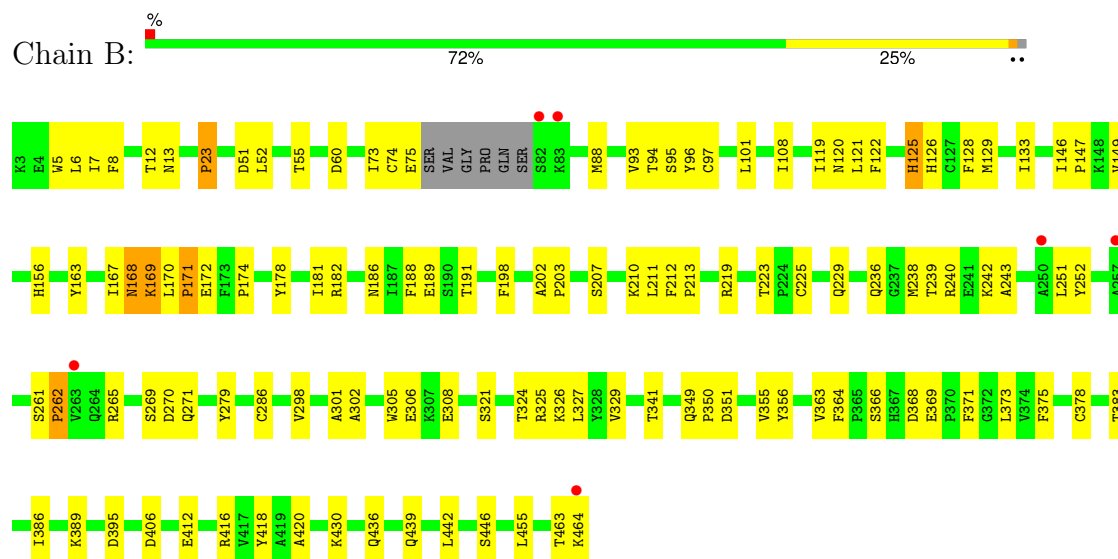 %
Chain B:
72% 25% ••
K3 E4 W5 L6 I7 F8 T12 N13 P23 D51 L52 T55 D60 I73 C74 E75 SER VAL GLY PRO GLN SER S82 K83 M88 V93 T94 S95 Y96 C97 L101 I108 I119 N120 L121 F122 H125 H126 C127 F128 M129 I133 I146 P147 K148 V149
H156 Y163 I167 N168 K169 L170 P171 E172 F173 P174 Y178 I181 R182 N186 I187 F188 E189 S190 T191 F198 A202 P203 S207 K210 L211 F212 P213 R219 T223 P224 C225 Q229 Q236 G237 M238 T239 R240 E241 K242 A243 A250 L251 Y252 A257
S261 P262 V263 Q264 R265 S269 D270 Q271 Y279 C286 V298 A301 A302 W305 E306 K307 E308 S321 T324 R325 K326 L327 Y328 V329 T341 Q349 P350 D351 V355 Y356 V363 F364 P365 S366 H367 D368 E369 P370 F371 G372 L373 V374 F375 C378 T383
I386 K389 D395 D406 E412 R416 V417 Y418 A419 A420 K430 Q436 Q439 L442 S446 L455 T463 K464